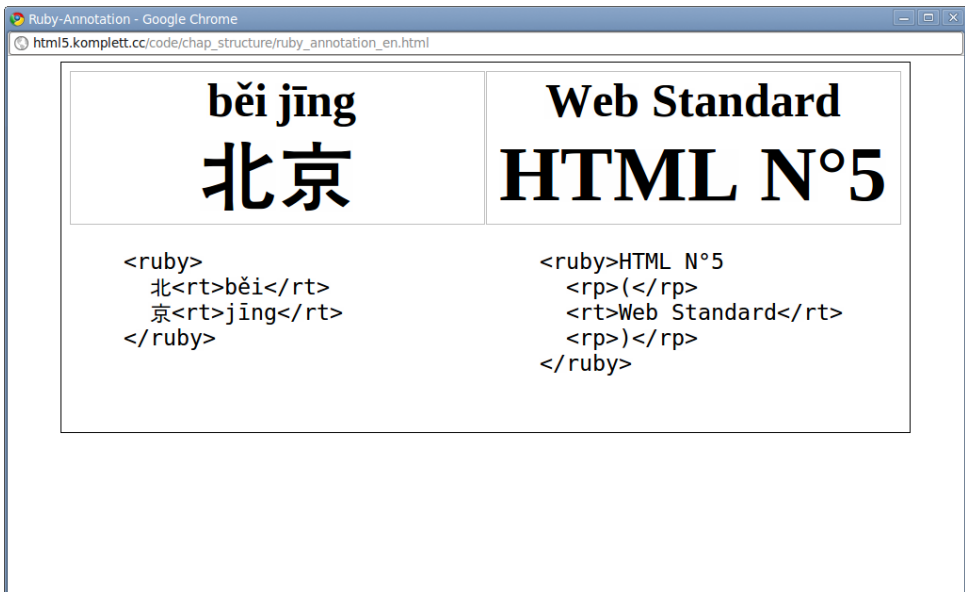 Ruby-Annotation - Google Chrome
html5.komplett.cc/code/chap_structure/ruby_annotation_en.html
běi jīng
北京
Web Standard
HTML N°5
<ruby>
北<rt>běi</rt>
京<rt>jīng</rt>
</ruby>
<ruby>HTML N°5
<rp>(</rp>
<rt>Web Standard</rt>
<rp>)</rp>
</ruby>